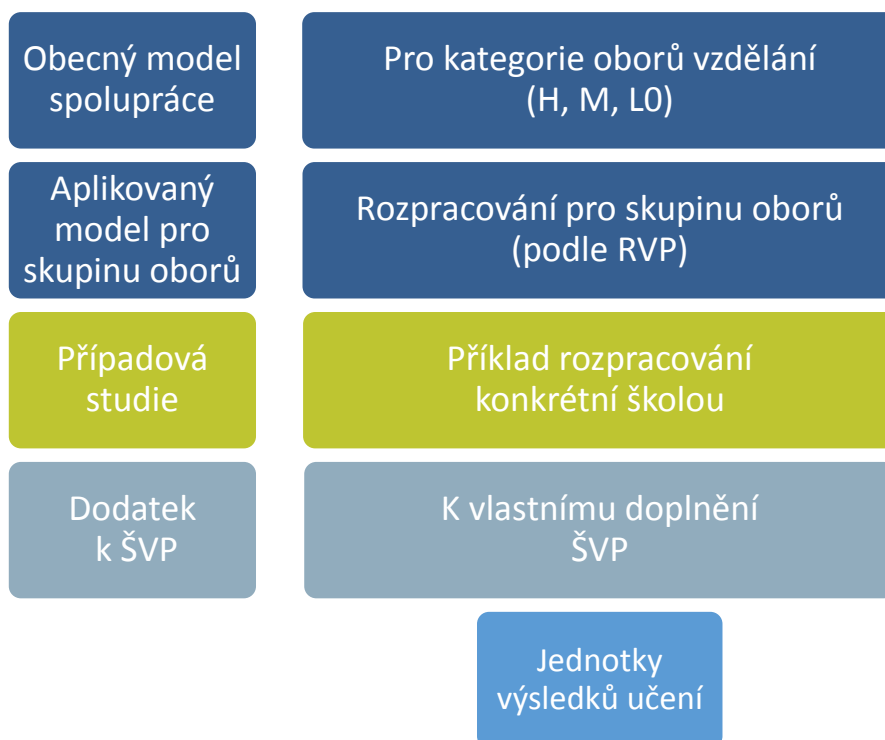 Obecný model
spolupráce
Pro kategorie oborů vzdělání
(H, M, L0)
Aplikovaný
model pro
skupinu oborů
Rozpracování pro skupinu oborů
(podle RVP)
Případová
studie
Příklad rozpracování
konkrétní školou
Dodatek
k ŠVP
K vlastnímu doplnění
ŠVP
Jednotky
výsledků učení